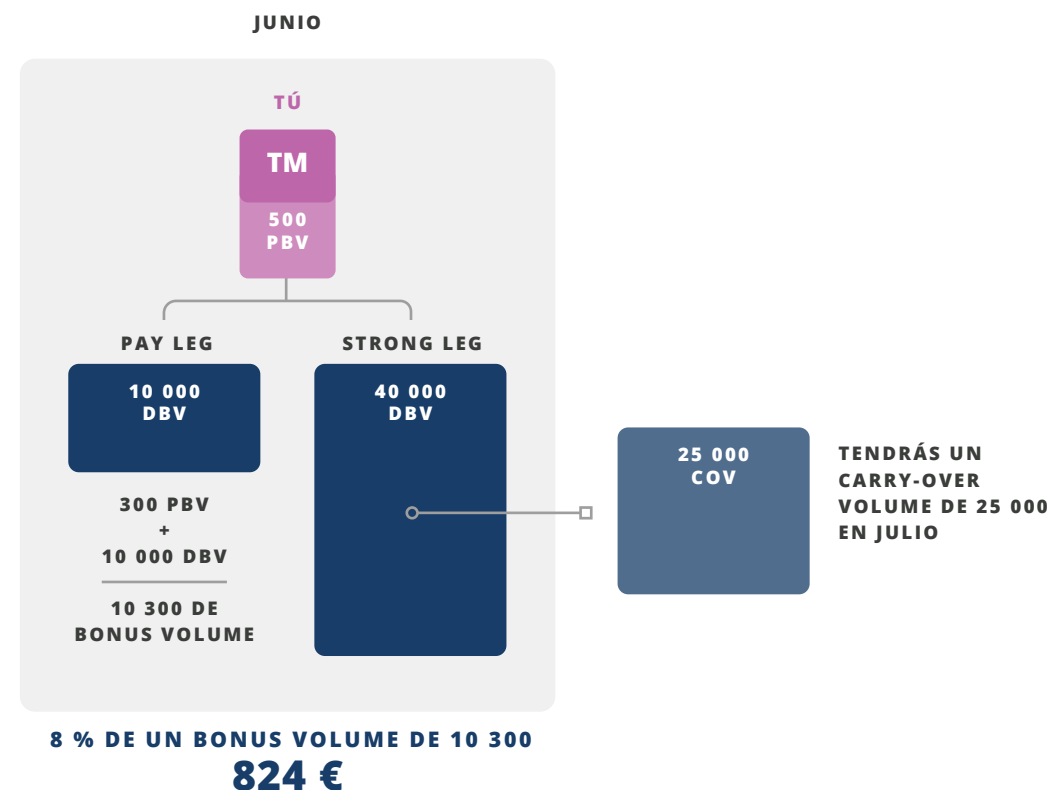 JUNIO
TÚ
TM
500
PBV
PAY LEG
STRONG LEG
10 000
DBV
40 000
DBV
300 PBV
+
10 000 DBV
10 300 DE
BONUS VOLUME
25 000
COV
TENDRÁS UN
CARRY-OVER
VOLUME DE 25 000
EN JULIO
8 % DE UN BONUS VOLUME DE 10 300
824 €